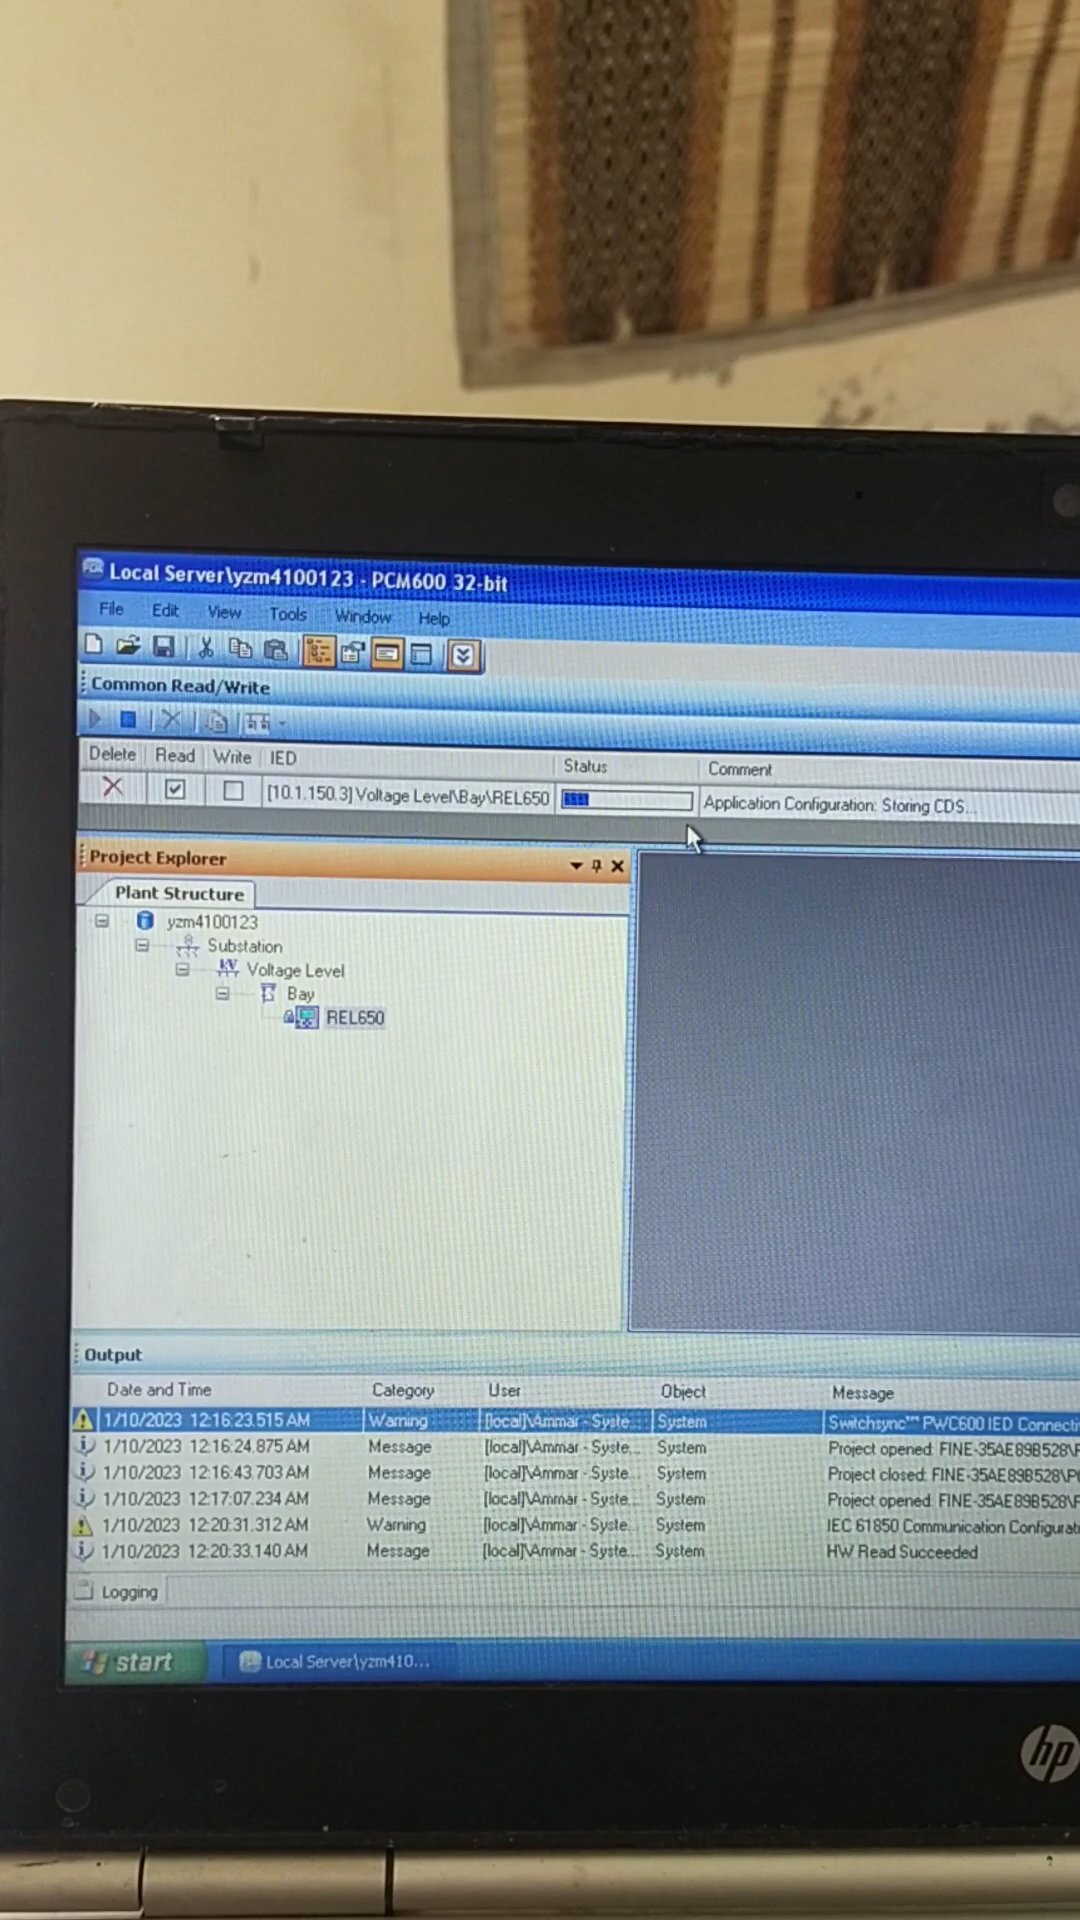 Local Server\yzm4100123 - PCM600 32-bit
File Edit View Tools Window Help
Common Read/Write
Delete Read Write IED Status Comment
[10.1.150.3] Voltage Level\Bay\REL650 Application Configuration: Storing CDS...
Project Explorer
Plant Structure
yzm4100123
Substation
Voltage Level
Bay
REL650
Output
Date and Time Category User Object Message
1/10/2023 12:16:23.515 AM Warning [local]\Ammar - Syste... System Switchsync™ PWC600 IED Connecti
1/10/2023 12:16:24.875 AM Message [local]\Ammar - Syste... System Project opened: FINE-35AE89B528\P
1/10/2023 12:16:43.703 AM Message [local]\Ammar - Syste... System Project closed: FINE-35AE89B528\P
1/10/2023 12:17:07.234 AM Message [local]\Ammar - Syste... System Project opened: FINE-35AE89B528\P
1/10/2023 12:20:31.312 AM Warning [local]\Ammar - Syste... System IEC 61850 Communication Configurati
1/10/2023 12:20:33.140 AM Message [local]\Ammar - Syste... System HW Read Succeeded
Logging
start Local Server\yzm410...
hp